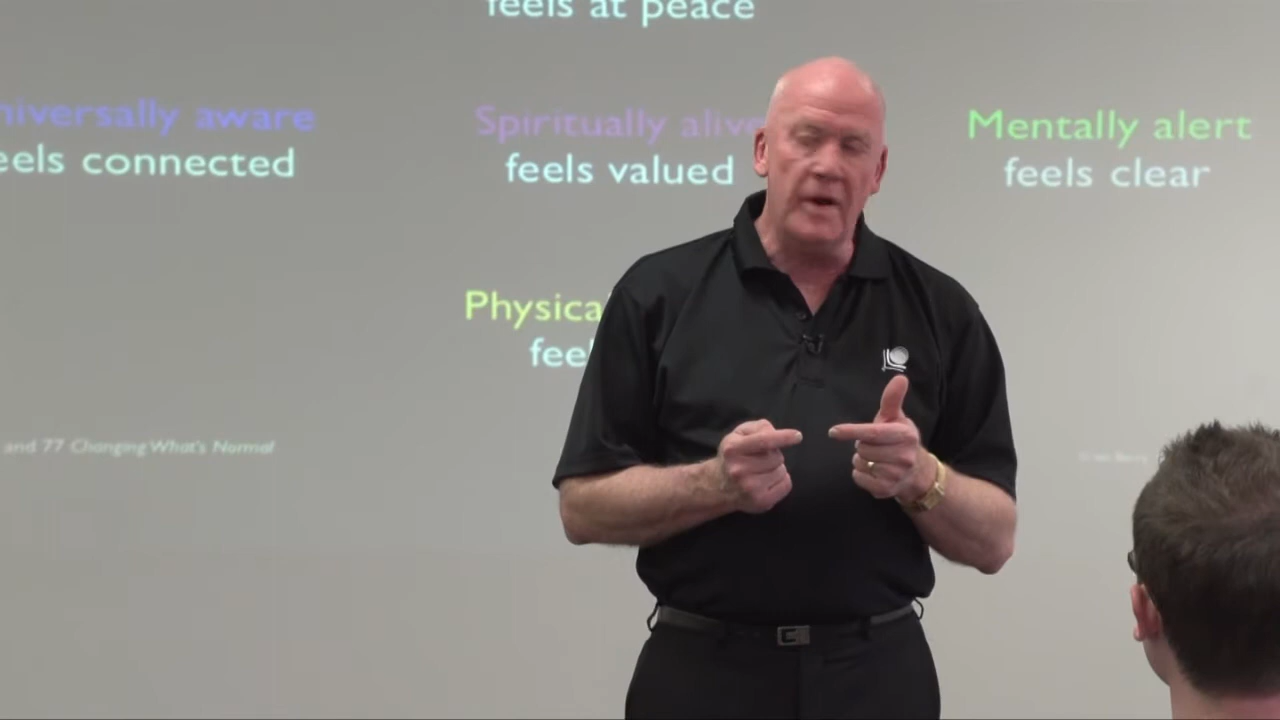 feels at peace
niversally aware
eels connected
Spiritually alive
feels valued
Mentally alert
feels clear
Physica
feel
and 77 Changing What's Normal